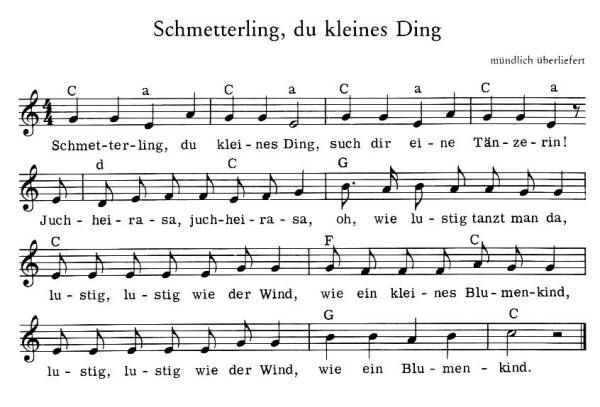 Schmetterling, du kleines Ding
mündlich überliefert
C a C a C a C a
4 4
Schmet-ter-ling, du klei-nes Ding, such dir ei-ne Tän-ze-rin!
d C G
Juch-hei-ra-sa, juch-hei-ra-sa, oh, wie lu-stig tanzt man da,
C F C
lu-stig, lu-stig wie der Wind, wie ein klei-nes Blu-men-kind,
G C
lu-stig, lu-stig wie der Wind, wie ein Blu-men-kind.